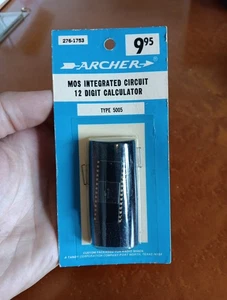 276-1753
9.95
ARCHER
MOS INTEGRATED CIRCUIT
12 DIGIT CALCULATOR
TYPE 5005